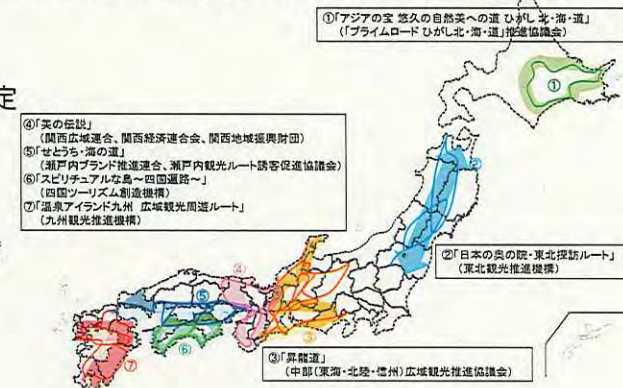 ①「アジアの宝 悠久の自然美への道 ひがし 北・海・道」
(「プライムロード ひがし北・海・道」推進協議会)
定
④「美の伝説」
(関西広域連合、関西経済連合会、関西地域振興財団)
⑤「せとうち・海の道」
(瀬戸内ブランド推進連合、瀬戸内観光ルート誘客促進協議会)
⑥「スピリチュアルな島～四国遍路～」
(四国ツーリズム創造機構)
⑦「温泉アイランド九州 広域観光周遊ルート」
(九州観光推進機構)
①
②
②「日本の奥の院・東北探訪ルート」
(東北観光推進機構)
④
⑤
③
⑥
⑦
③「昇龍道」
(中部(東海・北陸・信州)広域観光推進協議会)